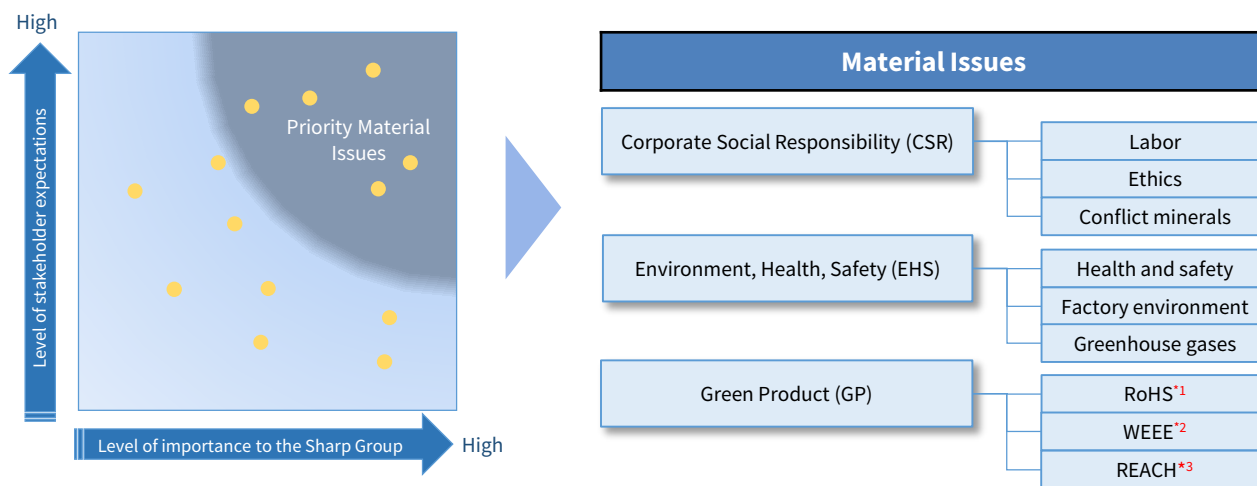 High
Level of stakeholder expectations
Priority Material
Issues
Level of importance to the Sharp Group
High
Material Issues
Corporate Social Responsibility (CSR)
Labor
Ethics
Conflict minerals
Environment, Health, Safety (EHS)
Health and safety
Factory environment
Greenhouse gases
Green Product (GP)
RoHS*1
WEEE*2
REACH*3